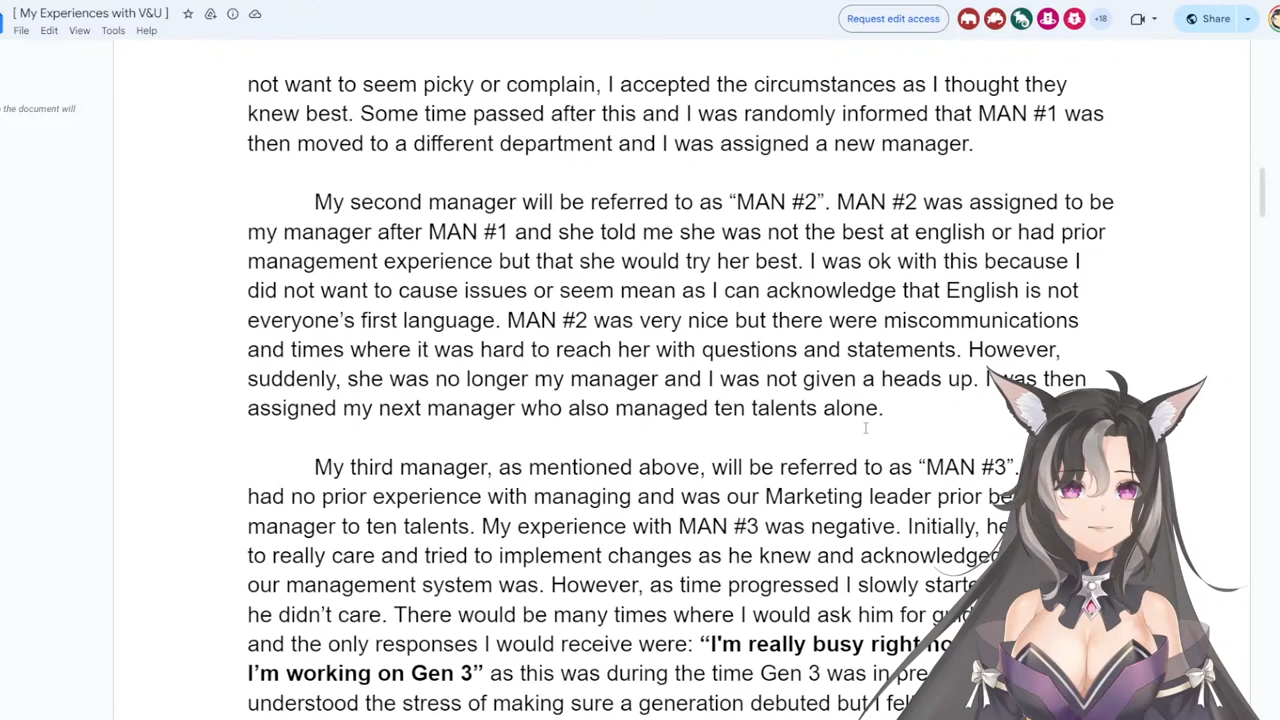 [ My Experiences with V&U ]
File Edit View Tools Help
Request edit access
+18
Share
n the document will
not want to seem picky or complain, I accepted the circumstances as I thought they
knew best. Some time passed after this and I was randomly informed that MAN #1 was
then moved to a different department and I was assigned a new manager.
My second manager will be referred to as “MAN #2”. MAN #2 was assigned to be
my manager after MAN #1 and she told me she was not the best at english or had prior
management experience but that she would try her best. I was ok with this because I
did not want to cause issues or seem mean as I can acknowledge that English is not
everyone’s first language. MAN #2 was very nice but there were miscommunications
and times where it was hard to reach her with questions and statements. However,
suddenly, she was no longer my manager and I was not given a heads up. I was then
assigned my next manager who also managed ten talents alone.
My third manager, as mentioned above, will be referred to as “MAN #3”.
had no prior experience with managing and was our Marketing leader prior
manager to ten talents. My experience with MAN #3 was negative. Initially, he
to really care and tried to implement changes as he knew and acknowledged
our management system was. However, as time progressed I slowly
he didn’t care. There would be many times where I would ask him for
and the only responses I would receive were: “I'm really busy right
I’m working on Gen 3” as this was during the time Gen 3 was in
understood the stress of making sure a generation debuted but I